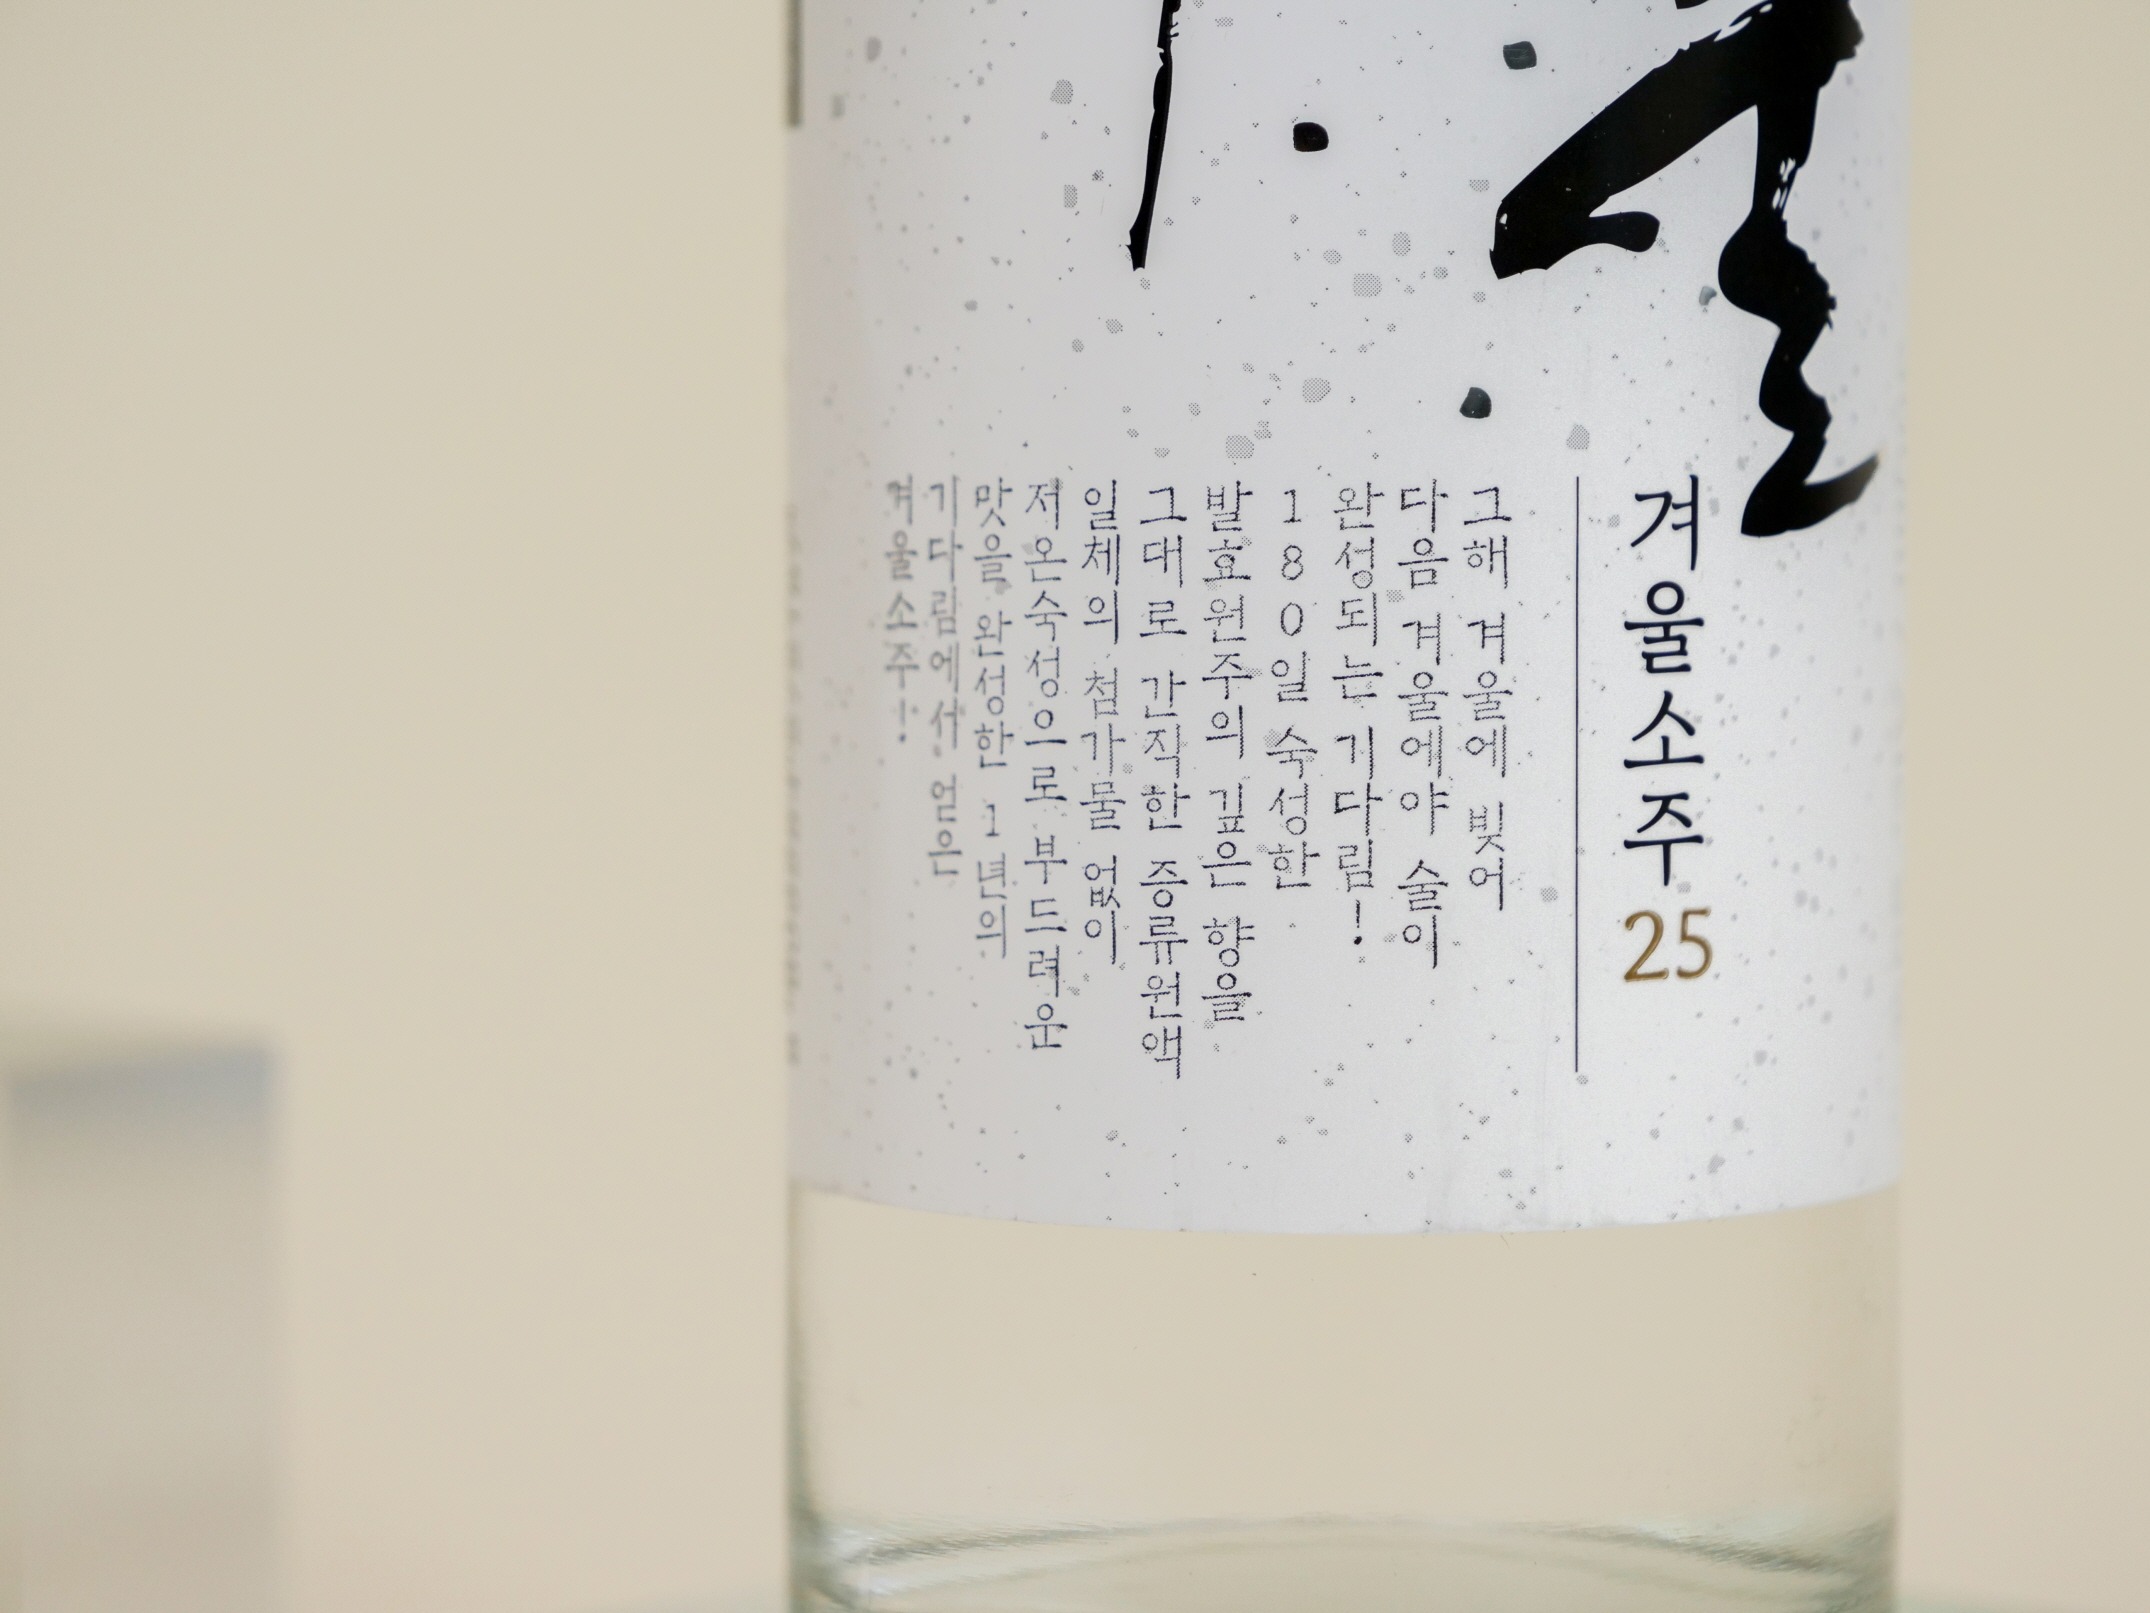 겨울소주 25
그해 겨울에 빚어
다음 겨울에야 술이
완성되는 기다림!
180일 숙성한
발효원주의 깊은 향을
그대로 간직한 증류원액
일체의 첨가물 없이
저온숙성으로 부드러운
맛을 완성한 1년의
기다림에서 얻은
겨울소주!